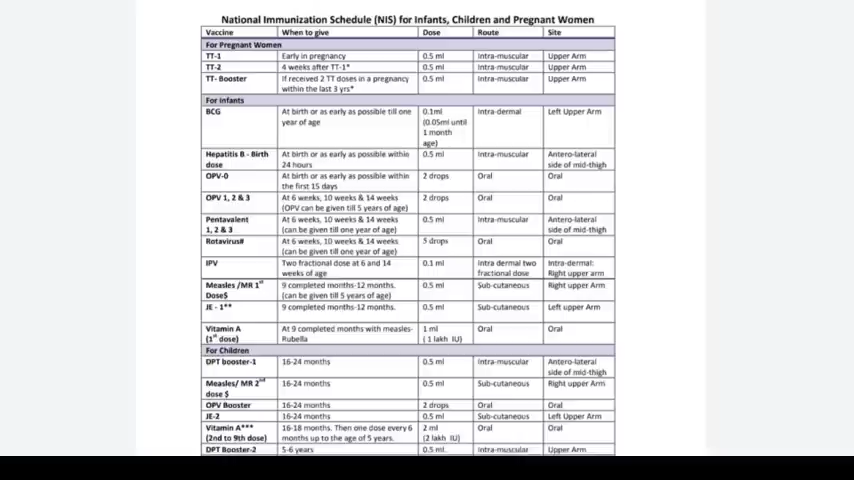 National Immunization Schedule (NIS) for Infants, Children and Pregnant Women
Vaccine When to give Dose Route Site
For Pregnant Women
TT-1 Early in pregnancy 0.5 ml Intra-muscular Upper Arm
TT-2 4 weeks after TT-1* 0.5 ml Intra-muscular Upper Arm
TT- Booster If received 2 TT doses in a pregnancy within the last 3 yrs* 0.5 ml Intra-muscular Upper Arm
For Infants
BCG At birth or as early as possible till one year of age 0.1ml (0.05ml until 1 month age) Intra-dermal Left Upper Arm
Hepatitis B - Birth dose At birth or as early as possible within 24 hours 0.5 ml Intra-muscular Antero-lateral side of mid-thigh
OPV-0 At birth or as early as possible within the first 15 days 2 drops Oral Oral
OPV 1, 2 & 3 At 6 weeks, 10 weeks & 14 weeks (OPV can be given till 5 years of age) 2 drops Oral Oral
Pentavalent 1, 2 & 3 At 6 weeks, 10 weeks & 14 weeks (can be given till one year of age) 0.5 ml Intra-muscular Antero-lateral side of mid-thigh
Rotavirus# At 6 weeks, 10 weeks & 14 weeks (can be given till one year of age) 5 drops Oral Oral
IPV Two fractional dose at 6 and 14 weeks of age 0.1 ml Intra dermal two fractional dose Intra-dermal: Right upper arm
Measles /MR 1st Dose$ 9 completed months-12 months. (can be given till 5 years of age) 0.5 ml Sub-cutaneous Right upper Arm
JE - 1** 9 completed months-12 months. 0.5 ml Sub-cutaneous Left upper Arm
Vitamin A (1st dose) At 9 completed months with measles-Rubella 1 ml ( 1 lakh IU) Oral Oral
For Children
DPT booster-1 16-24 months 0.5 ml Intra-muscular Antero-lateral side of mid-thigh
Measles/ MR 2nd dose $ 16-24 months 0.5 ml Sub-cutaneous Right upper Arm
OPV Booster 16-24 months 2 drops Oral Oral
JE-2 16-24 months 0.5 ml Sub-cutaneous Left Upper Arm
Vitamin A*** (2nd to 9th dose) 16-18 months. Then one dose every 6 months up to the age of 5 years. 2 ml (2 lakh IU) Oral Oral
DPT Booster-2 5-6 years 0.5 ml. Intra-muscular Upper Arm